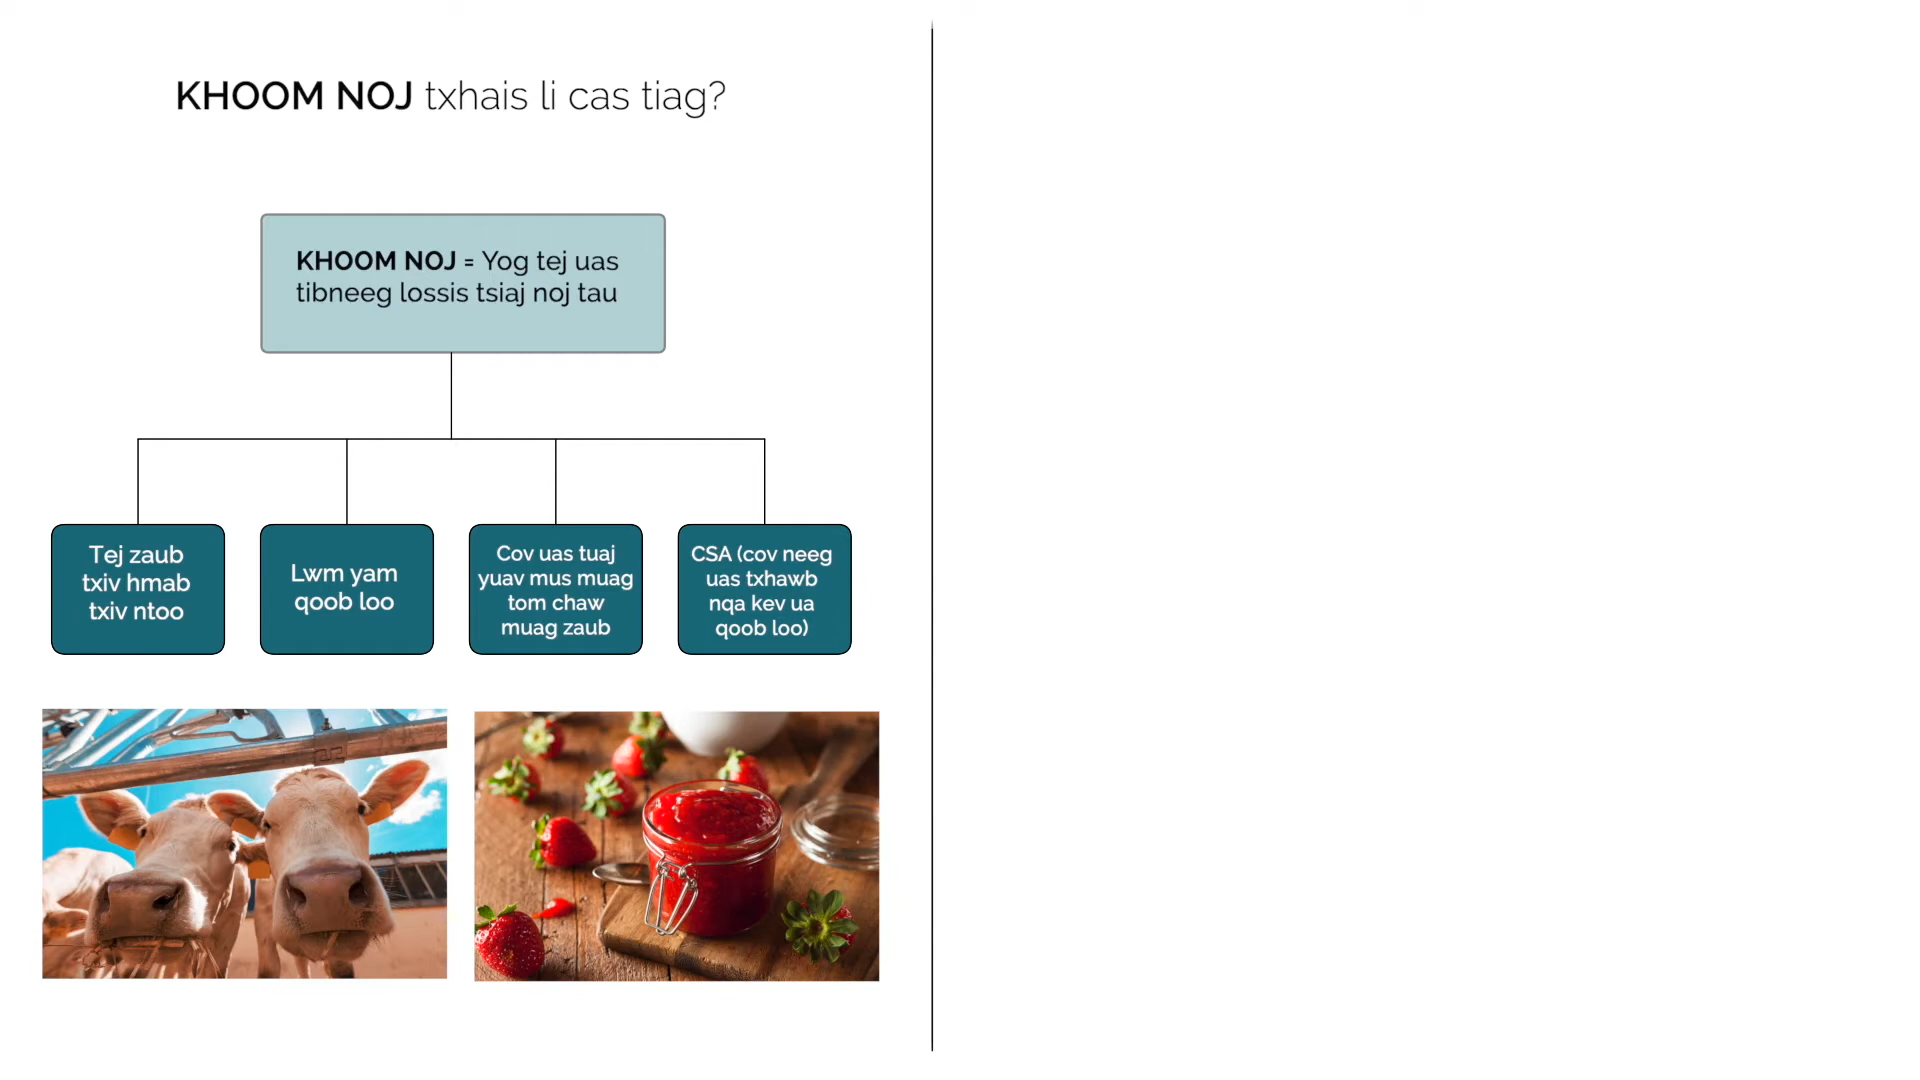 KHOOM NOJ txhais li cas tiag?
KHOOM NOJ = Yog tej uas
tibneeg lossis tsiaj noj tau
Tej zaub
txiv hmab
txiv ntoo
Lwm yam
qoob loo
Cov uas tuaj
yuav mus muag
tom chaw
muag zaub
CSA (cov neeg
uas txhawb
nqa kev ua
qoob loo)